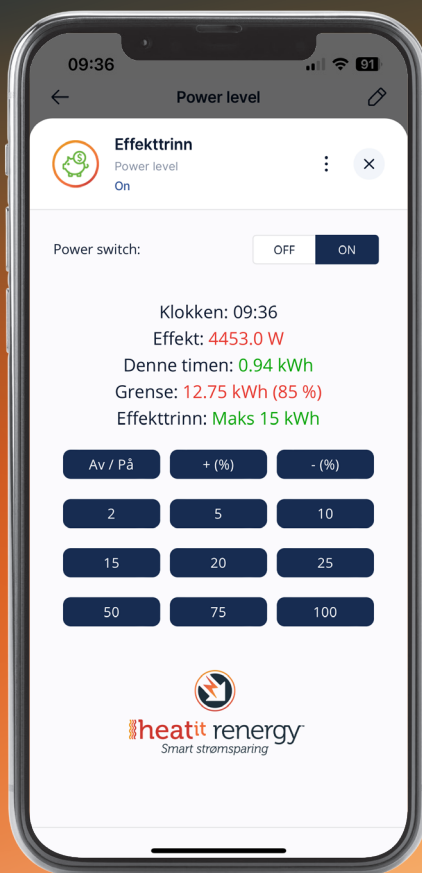 09:36
91
Power level
Effekttrinn
Power level
On
Power switch:
OFF
ON
Klokken: 09:36
Effekt: 4453.0 W
Denne timen: 0.94 kWh
Grense: 12.75 kWh (85 %)
Effekttrinn: Maks 15 kWh
Av / På
+ (%)
- (%)
2
5
10
15
20
25
50
75
100
heatit renergy
Smart strømsparing